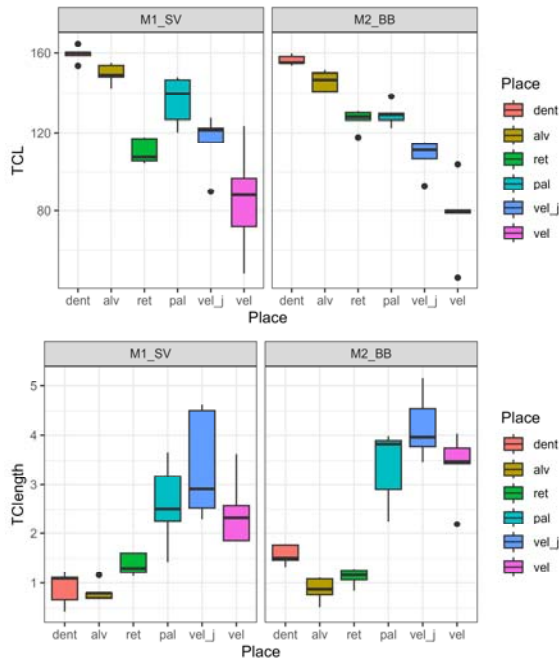 M1_SV M2_BB
160
120
80
TCL
dent alv ret pal vel_j vel dent alv ret pal vel_j vel
Place
Place
dent
alv
ret
pal
vel_j
vel
M1_SV M2_BB
5
4
3
2
1
TClength
dent alv ret pal vel_j vel dent alv ret pal vel_j vel
Place
Place
dent
alv
ret
pal
vel_j
vel